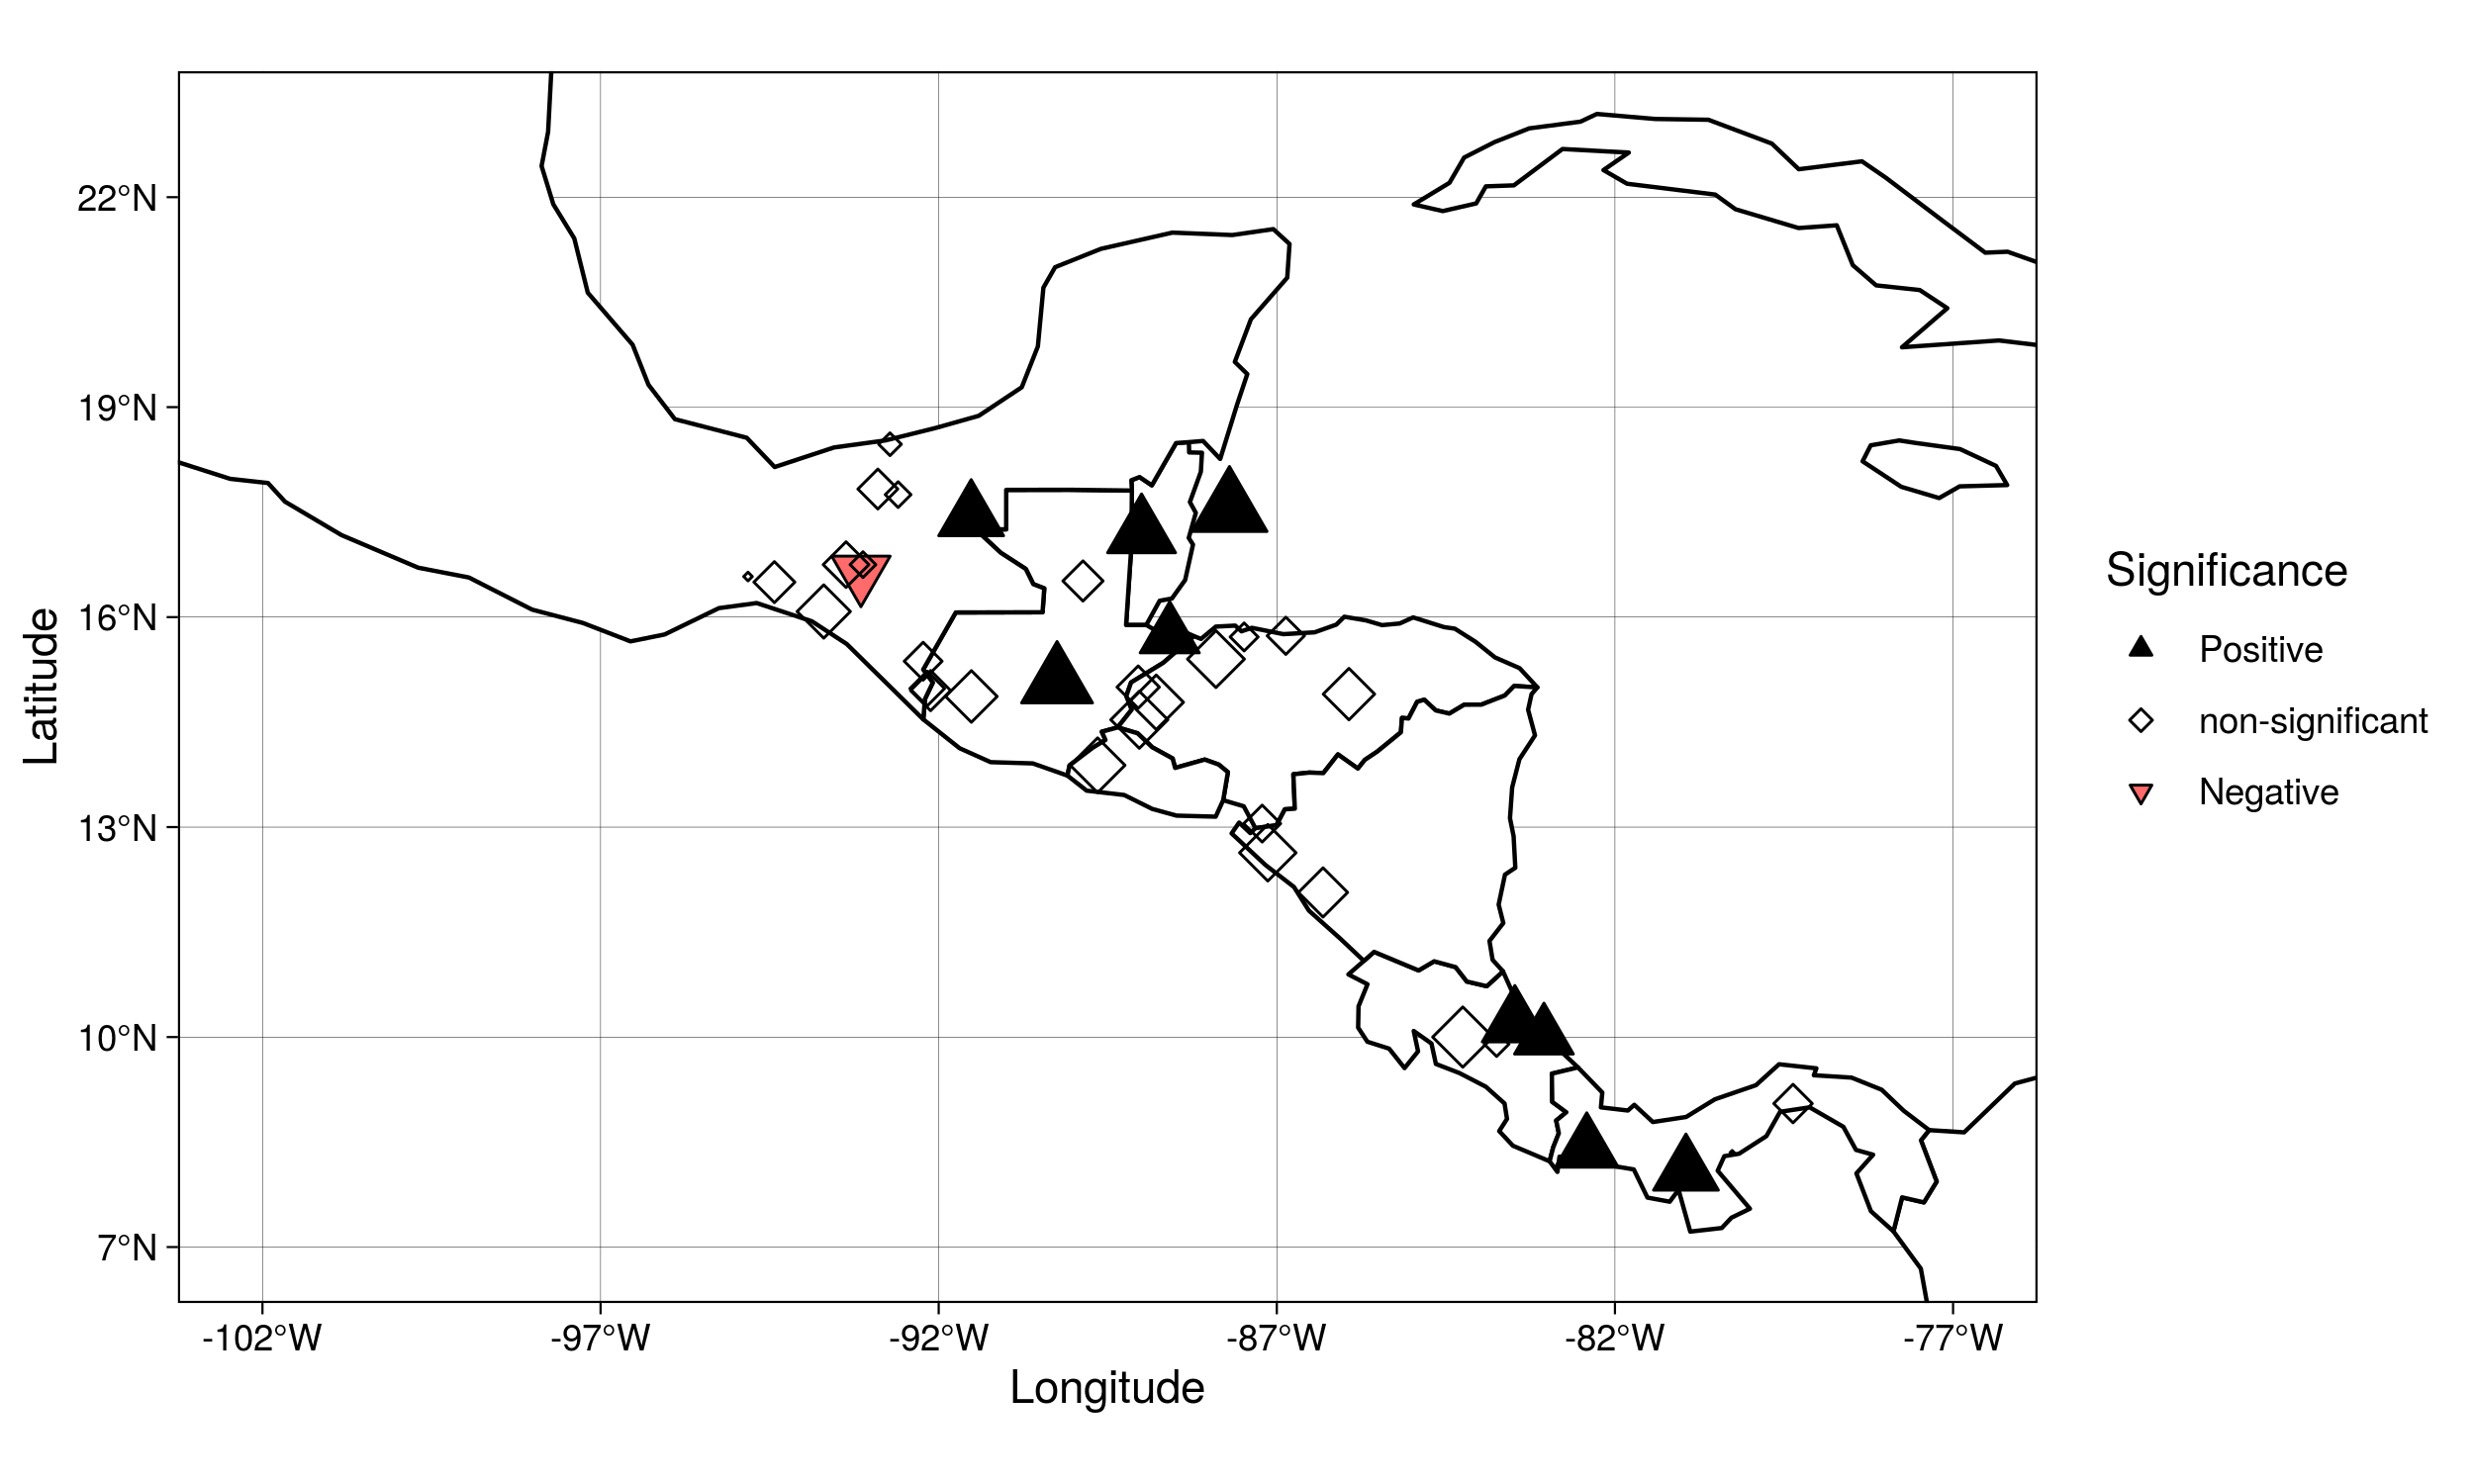 22°N
19°N
16°N
13°N
10°N
7°N
Latitude
-102°W
-97°W
-92°W
-87°W
-82°W
-77°W
Longitude
Significance
Positive
non-significant
Negative